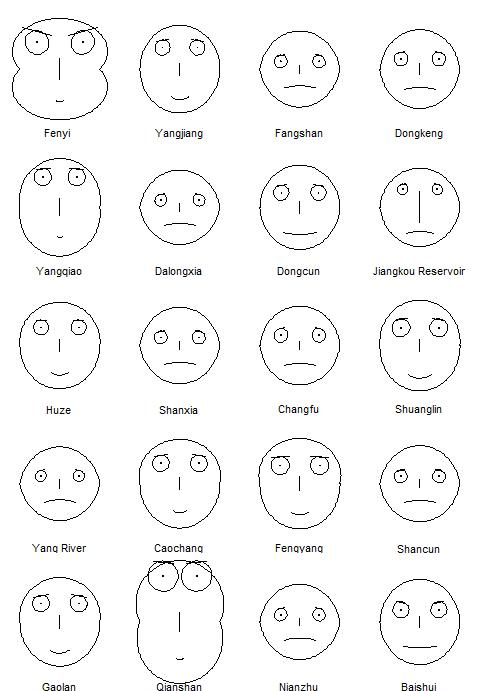 Fenyi
Yangjiang
Fangshan
Dongkeng
Yangqiao
Dalongxia
Dongcun
Jiangkou Reservoir
Huze
Shanxia
Changfu
Shuanglin
Yang River
Caochang
Fengyang
Shancun
Gaolan
Qianshan
Nianzhu
Baishui